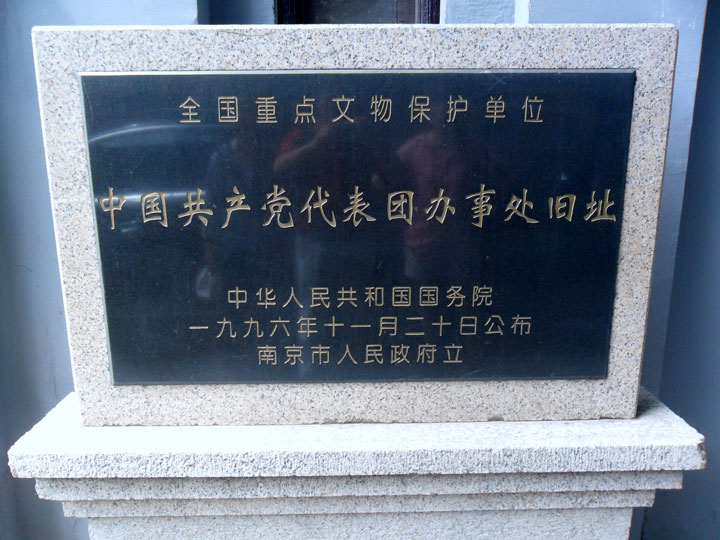 全国重点文物保护单位
中国共产党代表团办事处旧址
中华人民共和国国务院
一九九六年十一月二十日公布
南京市人民政府立